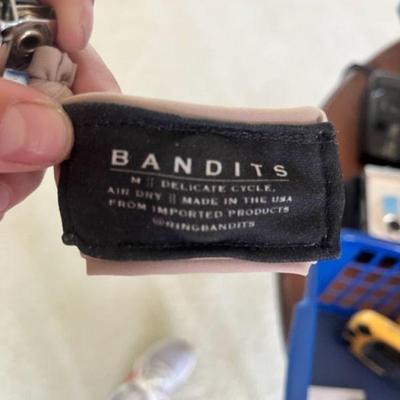 BANDITS
M || DELICATE CYCLE,
AIR DRY || MADE IN THE USA
FROM IMPORTED PRODUCTS
@RINGBANDITS